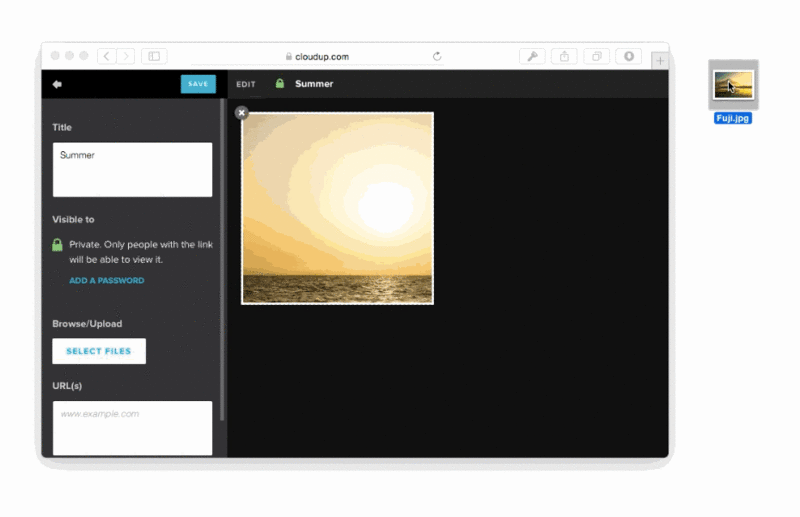 cloudup.com
SAVE
EDIT
Summer
Title
Summer
Visible to
Private. Only people with the link
will be able to view it.
ADD A PASSWORD
Browse/Upload
SELECT FILES
URL(s)
www.example.com
Fuji.jpg